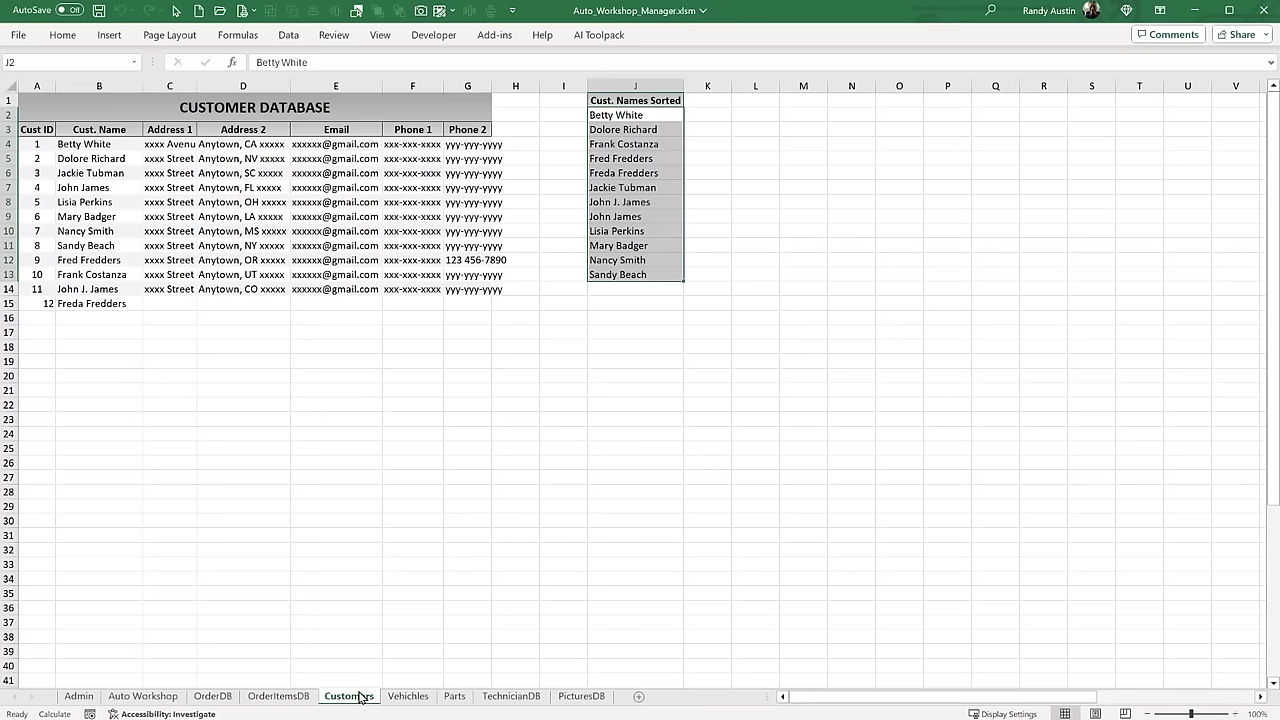 AutoSave Off Auto_Workshop_Manager.xlsm Randy Austin
File Home Insert Page Layout Formulas Data Review View Developer Add-ins Help AI Toolpack Comments Share
J2 fx Betty White
A B C D E F G H I J K L M N O P Q R S T U V
1 CUSTOMER DATABASE Cust. Names Sorted
2 Betty White
3 Cust ID Cust. Name Address 1 Address 2 Email Phone 1 Phone 2 Dolore Richard
4 1 Betty White xxxx Avenu Anytown, CA xxxxx xxxxxx@gmail.com xxx-xxx-xxxx yyy-yyy-yyyy Frank Costanza
5 2 Dolore Richard xxxx Street Anytown, NV xxxxx xxxxxx@gmail.com xxx-xxx-xxxx yyy-yyy-yyyy Fred Fredders
6 3 Jackie Tubman xxxx Street Anytown, SC xxxxx xxxxxx@gmail.com xxx-xxx-xxxx yyy-yyy-yyyy Freda Fredders
7 4 John James xxxx Street Anytown, FL xxxxx xxxxxx@gmail.com xxx-xxx-xxxx yyy-yyy-yyyy Jackie Tubman
8 5 Lisia Perkins xxxx Street Anytown, OH xxxxx xxxxxx@gmail.com xxx-xxx-xxxx yyy-yyy-yyyy John J. James
9 6 Mary Badger xxxx Street Anytown, LA xxxxx xxxxxx@gmail.com xxx-xxx-xxxx yyy-yyy-yyyy John James
10 7 Nancy Smith xxxx Street Anytown, MS xxxxx xxxxxx@gmail.com xxx-xxx-xxxx yyy-yyy-yyyy Lisia Perkins
11 8 Sandy Beach xxxx Street Anytown, NY xxxxx xxxxxx@gmail.com xxx-xxx-xxxx yyy-yyy-yyyy Mary Badger
12 9 Fred Fredders xxxx Street Anytown, OR xxxxx xxxxxx@gmail.com xxx-xxx-xxxx 123 456-7890 Nancy Smith
13 10 Frank Costanza xxxx Street Anytown, UT xxxxx xxxxxx@gmail.com xxx-xxx-xxxx yyy-yyy-yyyy Sandy Beach
14 11 John J. James xxxx Street Anytown, CO xxxxx xxxxxx@gmail.com xxx-xxx-xxxx yyy-yyy-yyyy
15 12 Freda Fredders
16
17
18
19
20
21
22
23
24
25
26
27
28
29
30
31
32
33
34
35
36
37
38
39
40
41
Admin Auto Workshop OrderDB OrderItemsDB Customers Vehichles Parts TechnicianDB PicturesDB
Ready Calculate Accessibility: Investigate Display Settings 100%